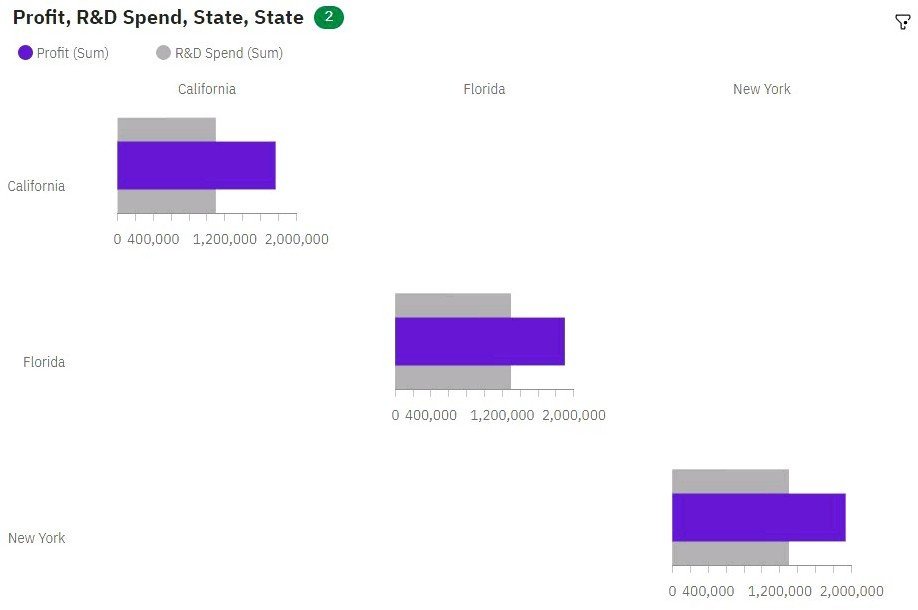 Profit, R&D Spend, State, State 2
Profit (Sum) R&D Spend (Sum)
California Florida New York
California
0 400,000 1,200,000 2,000,000
Florida
0 400,000 1,200,000 2,000,000
New York
0 400,000 1,200,000 2,000,000